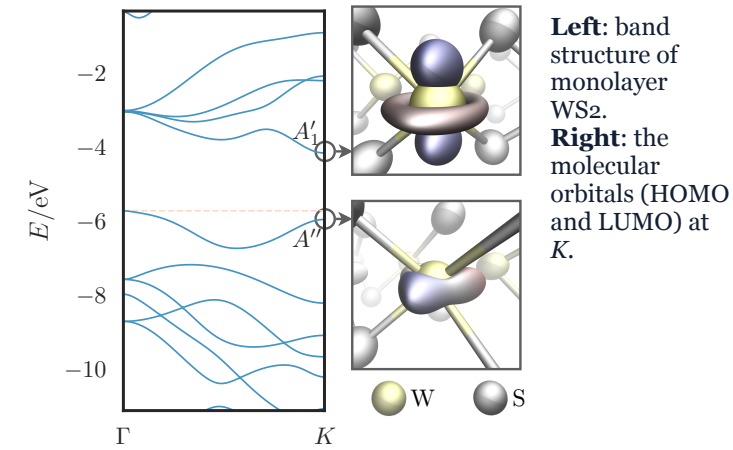 −2
−4
−6
−8
−10
E/eV
Γ
K
A′₁
A″
W
S
Left: band
structure of
monolayer
WS2.
Right: the
molecular
orbitals (HOMO
and LUMO) at
K.